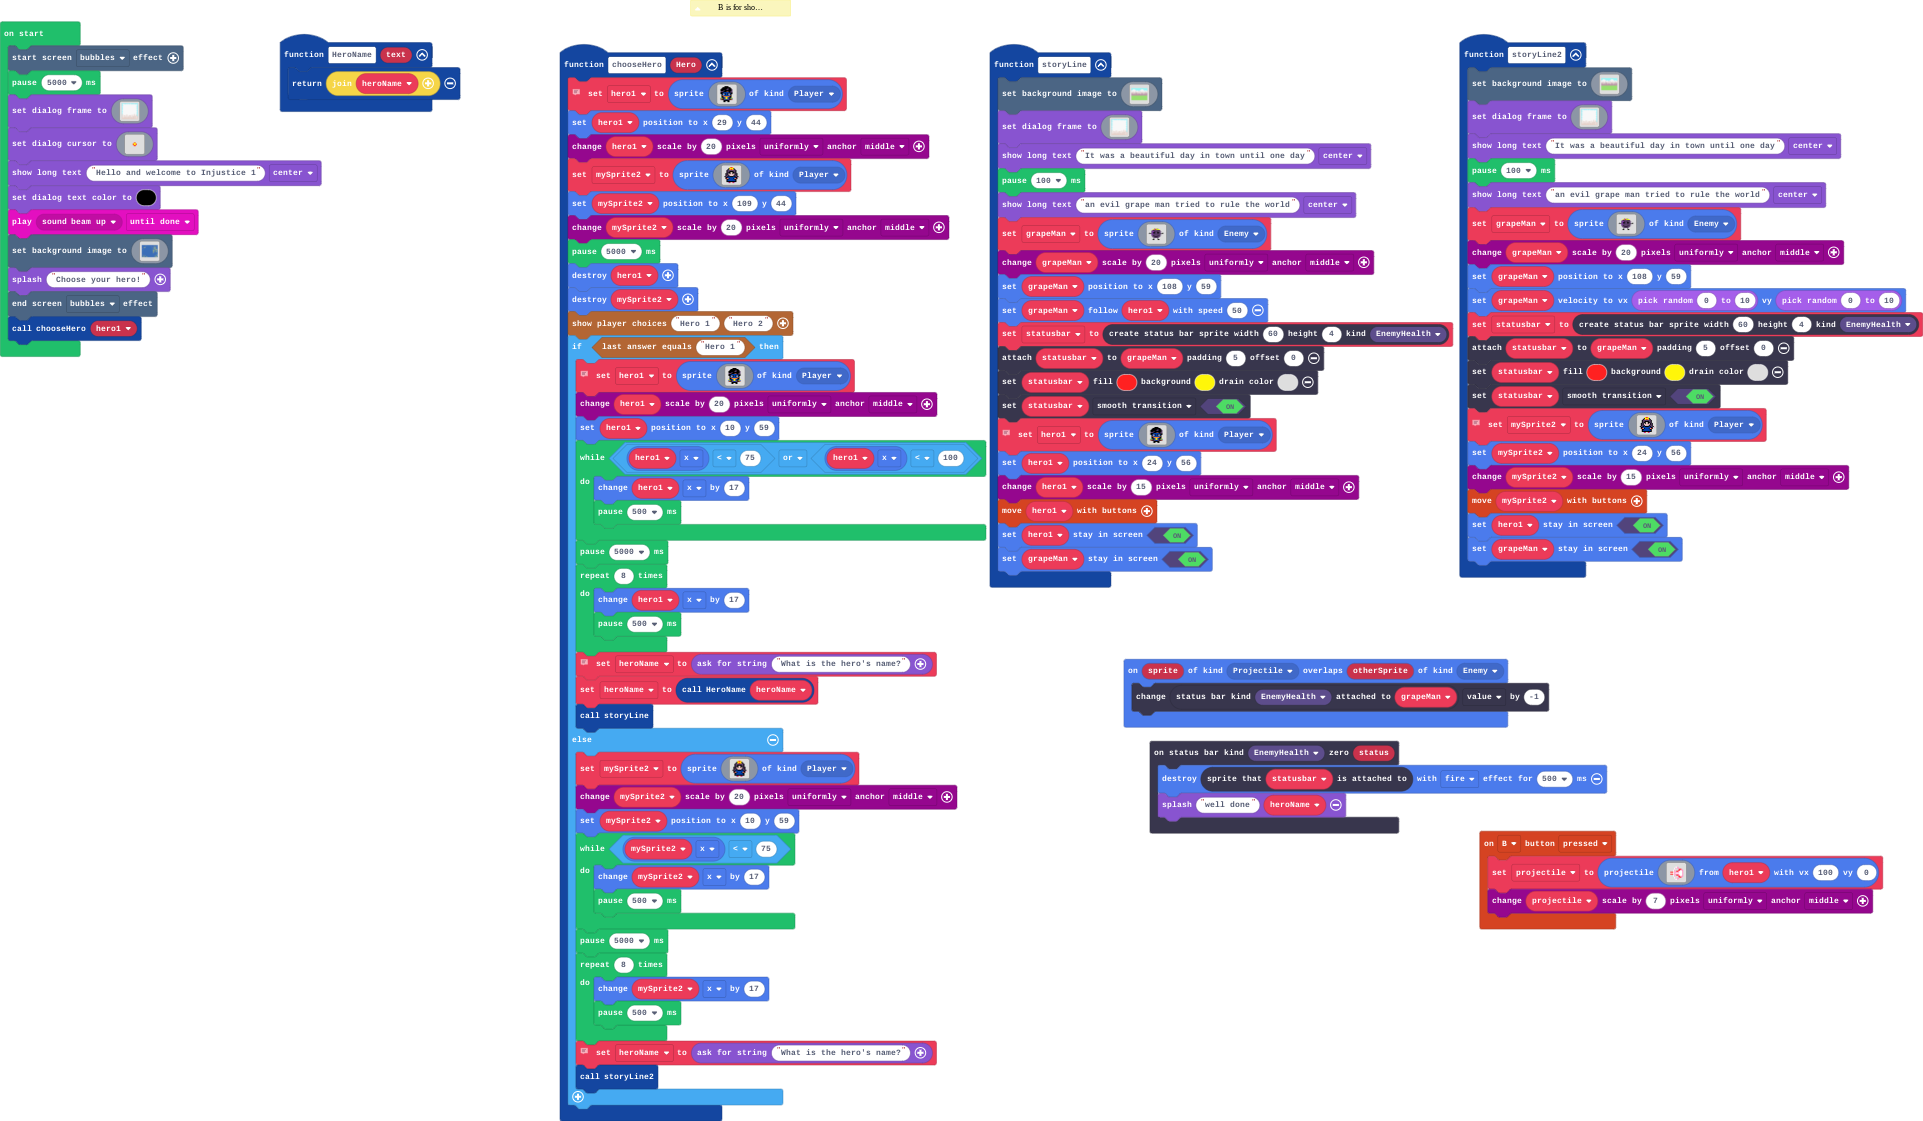 B is for sho...
on start
start screen bubbles effect
pause 5000 ms
set dialog frame to
set dialog cursor to
show long text "Hello and welcome to Injustice 1" center
set dialog text color to
play sound beam up until done
set background image to
splash "Choose your hero!"
end screen bubbles effect
call chooseHero hero1
function HeroName text
return join heroName
function chooseHero Hero
set hero1 to sprite of kind Player
set hero1 position to x 29 y 44
change hero1 scale by 20 pixels uniformly anchor middle
set mySprite2 to sprite of kind Player
set mySprite2 position to x 109 y 44
change mySprite2 scale by 20 pixels uniformly anchor middle
pause 5000 ms
destroy hero1
destroy mySprite2
show player choices "Hero 1" "Hero 2"
if last answer equals "Hero 1" then
set hero1 to sprite of kind Player
change hero1 scale by 20 pixels uniformly anchor middle
set hero1 position to x 10 y 59
while hero1 x < 75 or hero1 x < 100
do
change hero1 x by 17
pause 500 ms
pause 5000 ms
repeat 8 times
do
change hero1 x by 17
pause 500 ms
set heroName to ask for string "What is the hero's name?"
set heroName to call HeroName heroName
call storyLine
else
set mySprite2 to sprite of kind Player
change mySprite2 scale by 20 pixels uniformly anchor middle
set mySprite2 position to x 10 y 59
while mySprite2 x < 75
do
change mySprite2 x by 17
pause 500 ms
pause 5000 ms
repeat 8 times
do
change mySprite2 x by 17
pause 500 ms
set heroName to ask for string "What is the hero's name?"
call storyLine2
function storyLine
set background image to
set dialog frame to
show long text "It was a beautiful day in town until one day" center
pause 100 ms
show long text "an evil grape man tried to rule the world" center
set grapeMan to sprite of kind Enemy
change grapeMan scale by 20 pixels uniformly anchor middle
set grapeMan position to x 108 y 59
set grapeMan follow hero1 with speed 50
set statusbar to create status bar sprite width 60 height 4 kind EnemyHealth
attach statusbar to grapeMan padding 5 offset 0
set statusbar fill background drain color
set statusbar smooth transition ON
set hero1 to sprite of kind Player
set hero1 position to x 24 y 56
change hero1 scale by 15 pixels uniformly anchor middle
move hero1 with buttons
set hero1 stay in screen ON
set grapeMan stay in screen ON
function storyLine2
set background image to
set dialog frame to
show long text "It was a beautiful day in town until one day" center
pause 100 ms
show long text "an evil grape man tried to rule the world" center
set grapeMan to sprite of kind Enemy
change grapeMan scale by 20 pixels uniformly anchor middle
set grapeMan position to x 108 y 59
set grapeMan velocity to vx pick random 0 to 10 vy pick random 0 to 10
set statusbar to create status bar sprite width 60 height 4 kind EnemyHealth
attach statusbar to grapeMan padding 5 offset 0
set statusbar fill background drain color
set statusbar smooth transition ON
set mySprite2 to sprite of kind Player
set mySprite2 position to x 24 y 56
change mySprite2 scale by 15 pixels uniformly anchor middle
move mySprite2 with buttons
set hero1 stay in screen ON
set grapeMan stay in screen ON
on sprite of kind Projectile overlaps otherSprite of kind Enemy
change status bar kind EnemyHealth attached to grapeMan value by -1
on status bar kind EnemyHealth zero status
destroy sprite that statusbar is attached to with fire effect for 500 ms
splash "well done" heroName
on B button pressed
set projectile to projectile from hero1 with vx 100 vy 0
change projectile scale by 7 pixels uniformly anchor middle